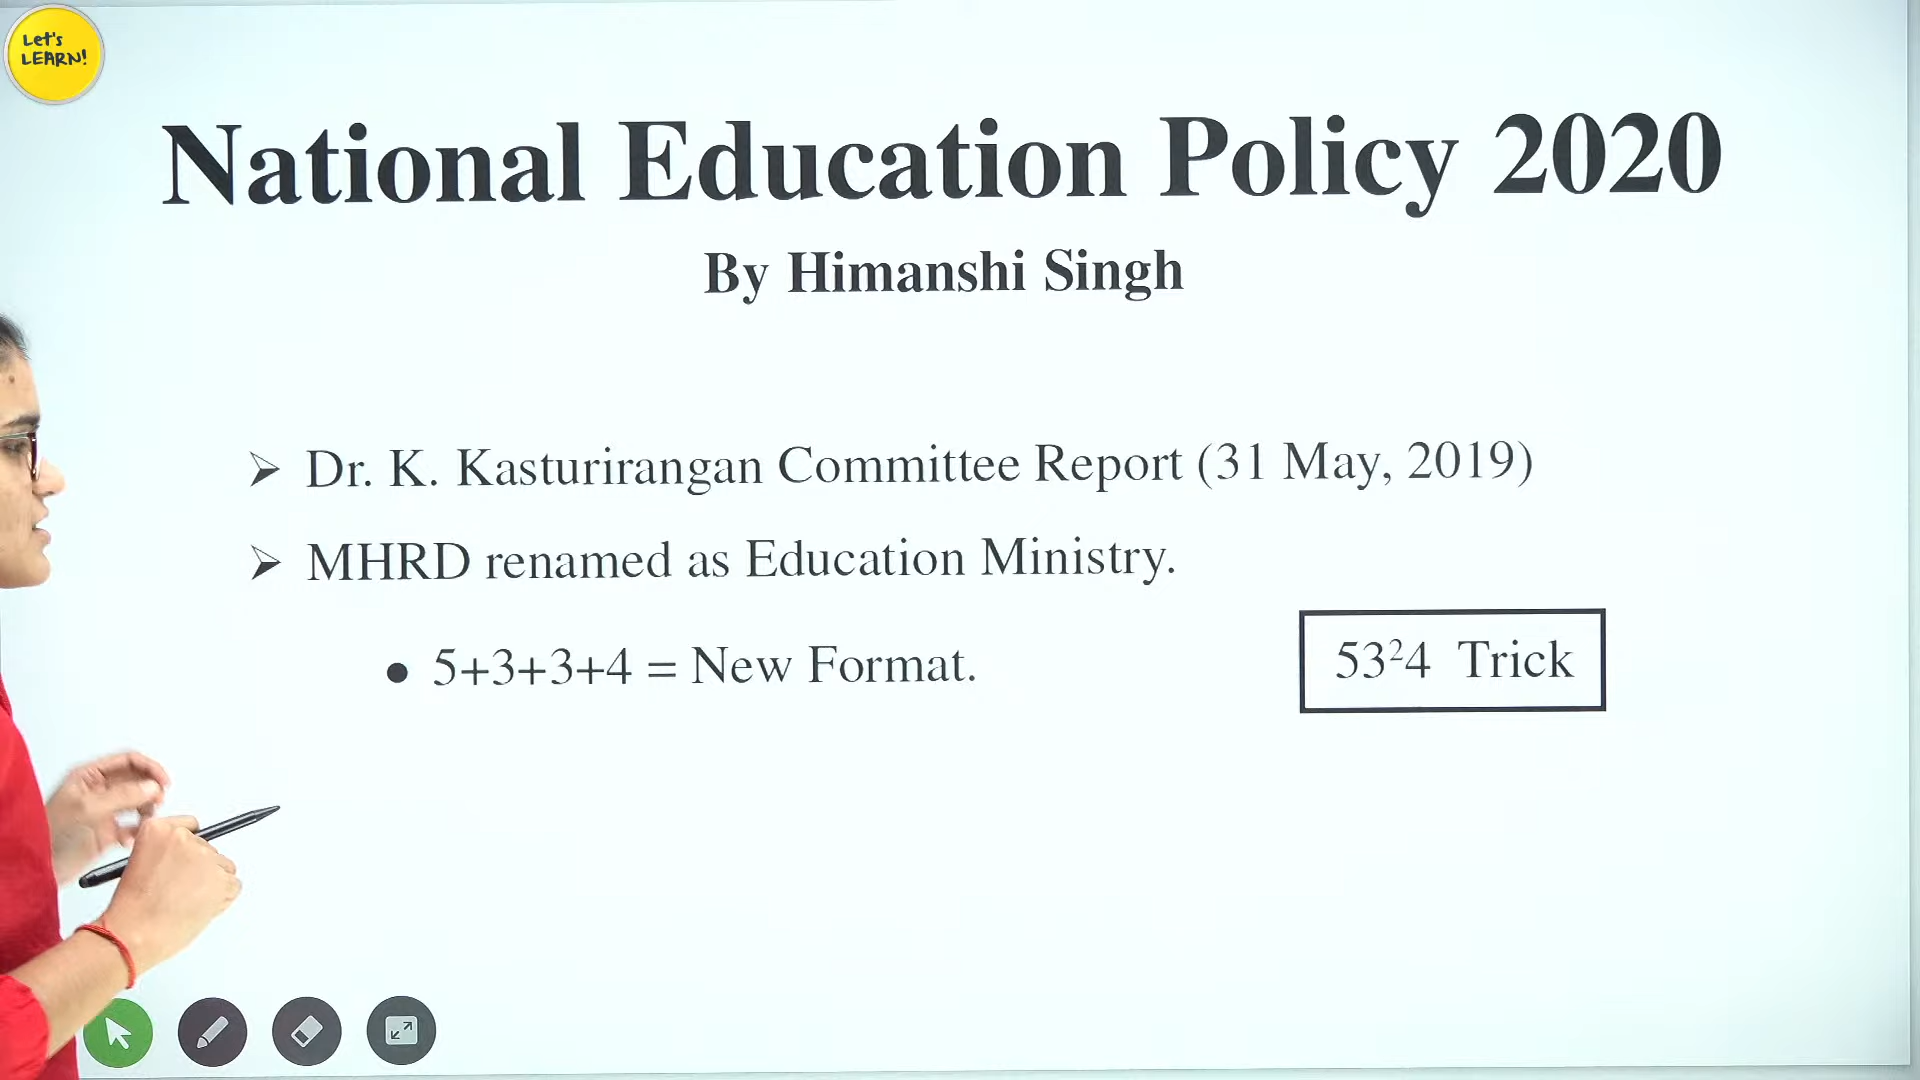 Let's
LEARN!
National Education Policy 2020
By Himanshi Singh
➢ Dr. K. Kasturirangan Committee Report (31 May, 2019)
➢ MHRD renamed as Education Ministry.
• 5+3+3+4 = New Format.
53²4 Trick